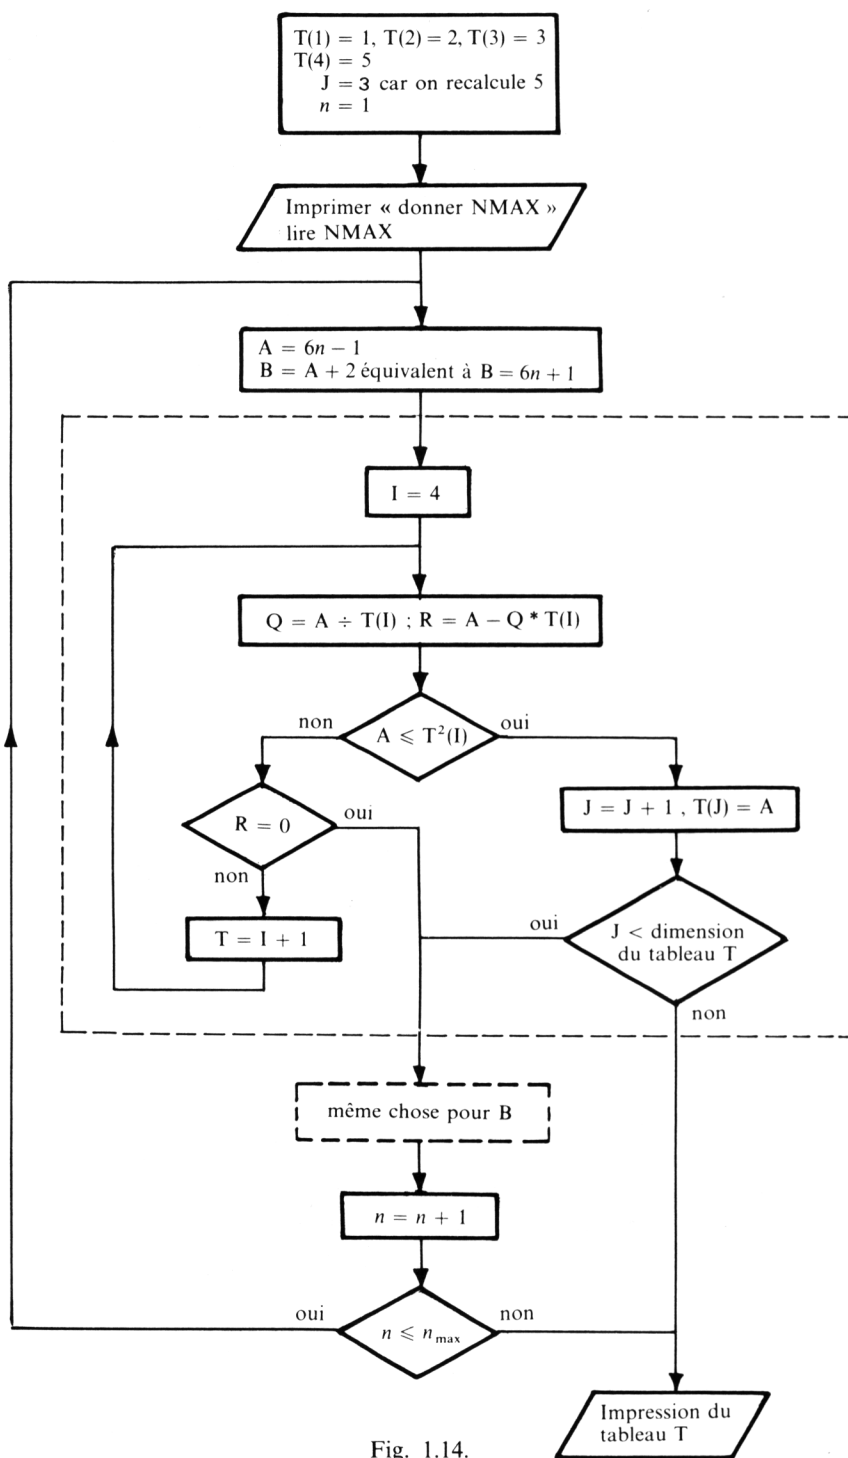 T(1) = 1, T(2) = 2, T(3) = 3
T(4) = 5
J = 3 car on recalcule 5
n = 1
Imprimer « donner NMAX »
lire NMAX
A = 6n − 1
B = A + 2 équivalent à B = 6n + 1
I = 4
Q = A ÷ T(I) ; R = A − Q * T(I)
non
A ⩽ T²(I)
oui
R = 0
oui
J = J + 1 , T(J) = A
non
T = I + 1
oui
J < dimension
du tableau T
non
même chose pour B
n = n + 1
oui
n ⩽ nmax
non
Impression du
tableau T
Fig. 1.14.